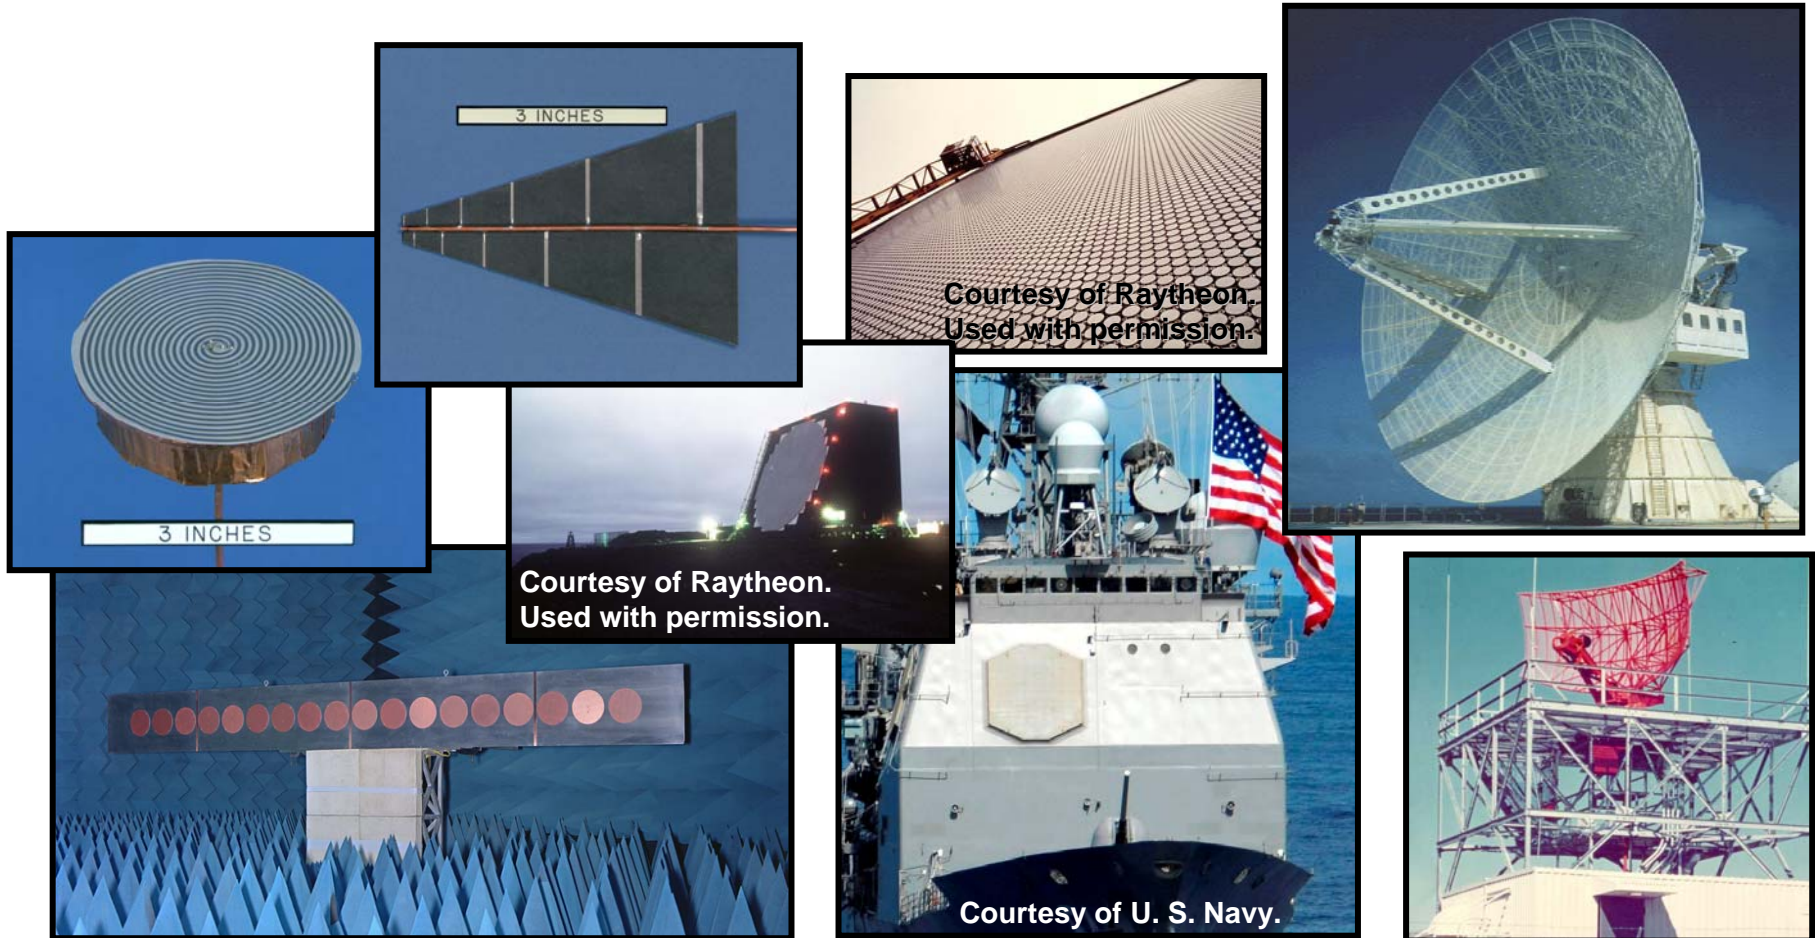 3 INCHES
Courtesy of Raytheon.
Used with permission.
3 INCHES
Courtesy of Raytheon.
Used with permission.
Courtesy of U. S. Navy.